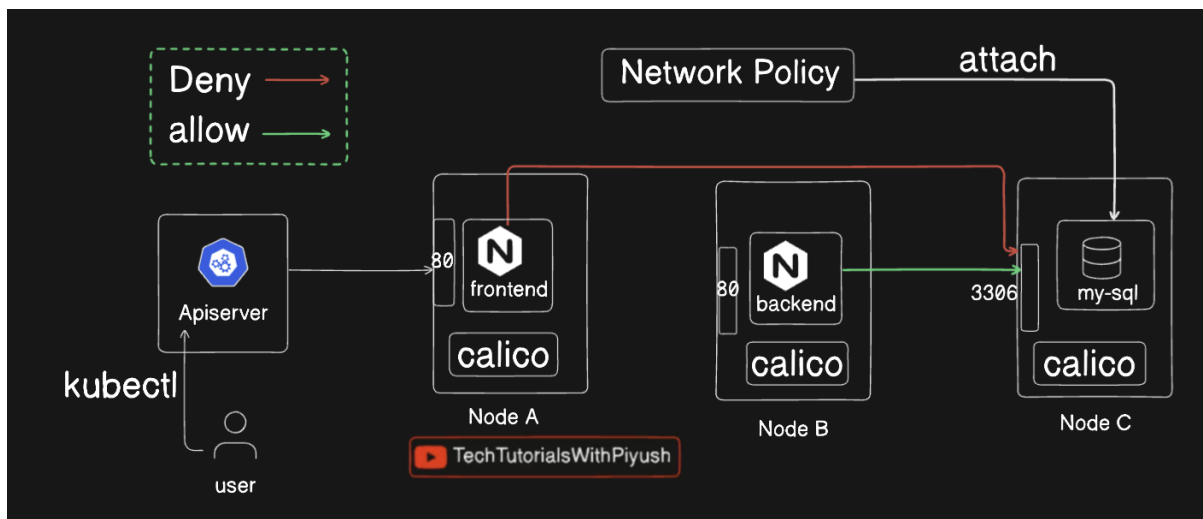 Deny
allow
Network Policy
attach
Apiserver
kubectl
user
80
N
frontend
calico
Node A
TechTutorialsWithPiyush
80
N
backend
calico
Node B
3306
my-sql
calico
Node C